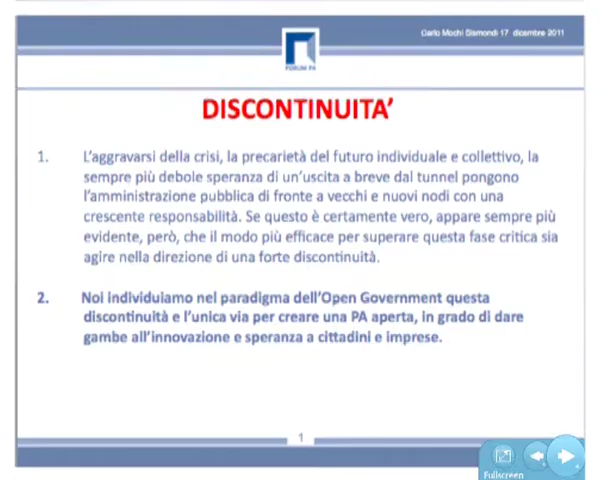 Carlo Mochi Sismondi 17 dicembre 2011
FORUM PA
DISCONTINUITA'
1. L'aggravarsi della crisi, la precarietà del futuro individuale e collettivo, la
sempre più debole speranza di un'uscita a breve dal tunnel pongono
l'amministrazione pubblica di fronte a vecchi e nuovi nodi con una
crescente responsabilità. Se questo è certamente vero, appare sempre più
evidente, però, che il modo più efficace per superare questa fase critica sia
agire nella direzione di una forte discontinuità.
2. Noi individuiamo nel paradigma dell'Open Government questa
discontinuità e l'unica via per creare una PA aperta, in grado di dare
gambe all'innovazione e speranza a cittadini e imprese.
1
Fullscreen